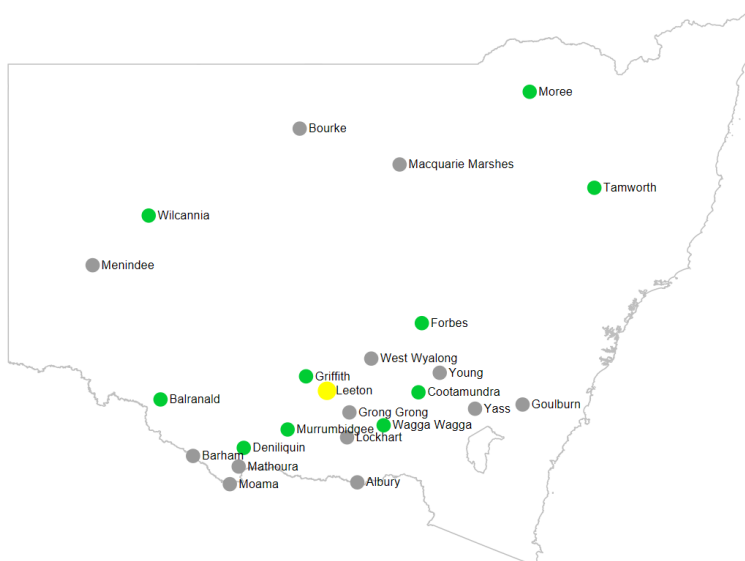 Moree
Bourke
Macquarie Marshes
Tamworth
Wilcannia
Menindee
Forbes
West Wyalong
Young
Griffith
Leeton
Cootamundra
Balranald
Goulburn
Yass
Grong Grong
Wagga Wagga
Murrumbidgee
Lockhart
Deniliquin
Barham
Mathoura
Albury
Moama